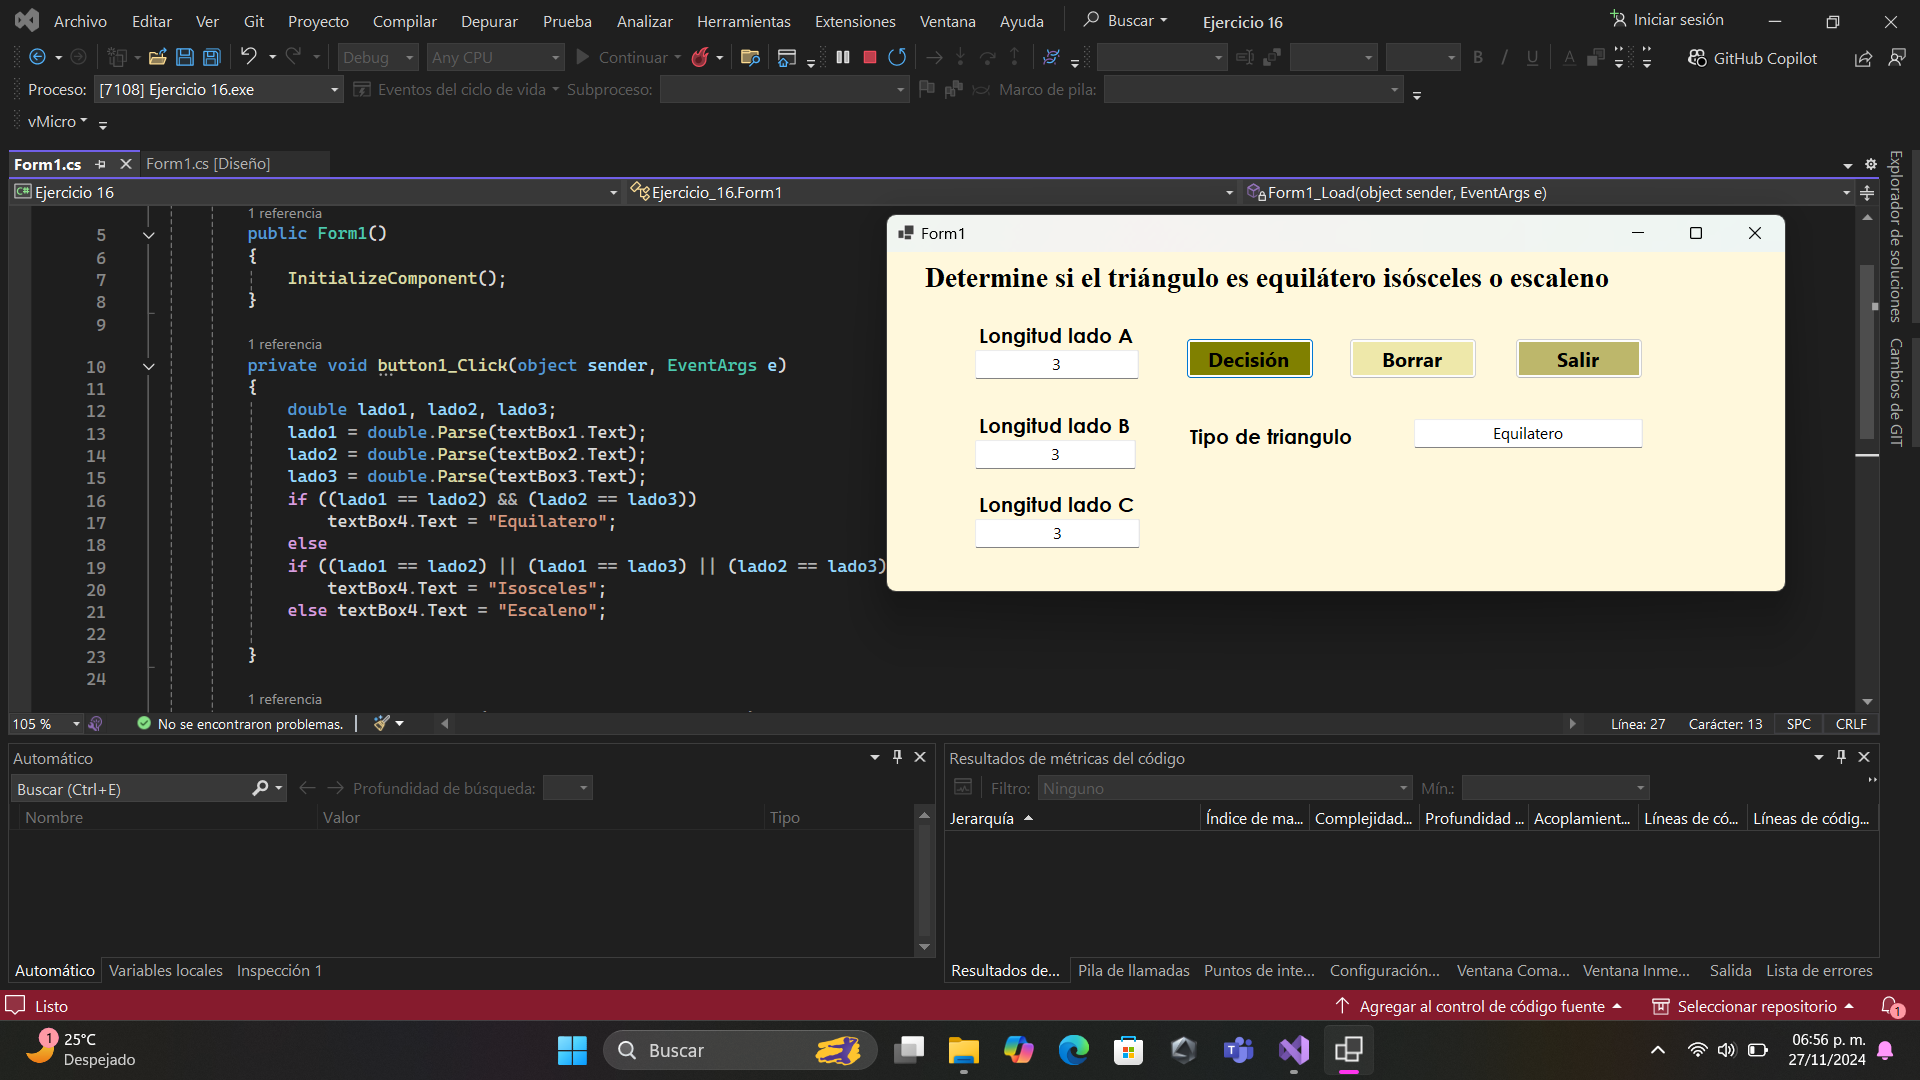 Archivo Editar Ver Git Proyecto Compilar Depurar Prueba Analizar Herramientas Extensiones Ventana Ayuda Buscar Ejercicio 16 Iniciar sesión
Debug Any CPU Continuar GitHub Copilot
Proceso: [7108] Ejercicio 16.exe Eventos del ciclo de vida Subproceso: Marco de pila:
vMicro
Form1.cs Form1.cs [Diseño]
Ejercicio 16 Ejercicio_16.Form1 Form1_Load(object sender, EventArgs e)
1 referencia
5 public Form1()
6 {
7 InitializeComponent();
8 }
9
1 referencia
10 private void button1_Click(object sender, EventArgs e)
11 {
12 double lado1, lado2, lado3;
13 lado1 = double.Parse(textBox1.Text);
14 lado2 = double.Parse(textBox2.Text);
15 lado3 = double.Parse(textBox3.Text);
16 if ((lado1 == lado2) && (lado2 == lado3))
17 textBox4.Text = "Equilatero";
18 else
19 if ((lado1 == lado2) || (lado1 == lado3) || (lado2 == lado3)
20 textBox4.Text = "Isosceles";
21 else textBox4.Text = "Escaleno";
22
23 }
24
1 referencia
Form1
Determine si el triángulo es equilátero isósceles o escaleno
Longitud lado A
3
Decisión Borrar Salir
Longitud lado B
3
Tipo de triangulo Equilatero
Longitud lado C
3
Explorador de soluciones
Cambios de GIT
105 % No se encontraron problemas. Línea: 27 Carácter: 13 SPC CRLF
Automático
Buscar (Ctrl+E) Profundidad de búsqueda:
Nombre Valor Tipo
Automático Variables locales Inspección 1
Resultados de métricas del código
Filtro: Ninguno Mín.:
Jerarquía Índice de ma... Complejidad... Profundidad ... Acoplamient... Líneas de có... Líneas de códig...
Resultados de... Pila de llamadas Puntos de inte... Configuración... Ventana Coma... Ventana Inme... Salida Lista de errores
Listo Agregar al control de código fuente Seleccionar repositorio 1
1 25°C
Despejado
Buscar
06:56 p. m.
27/11/2024